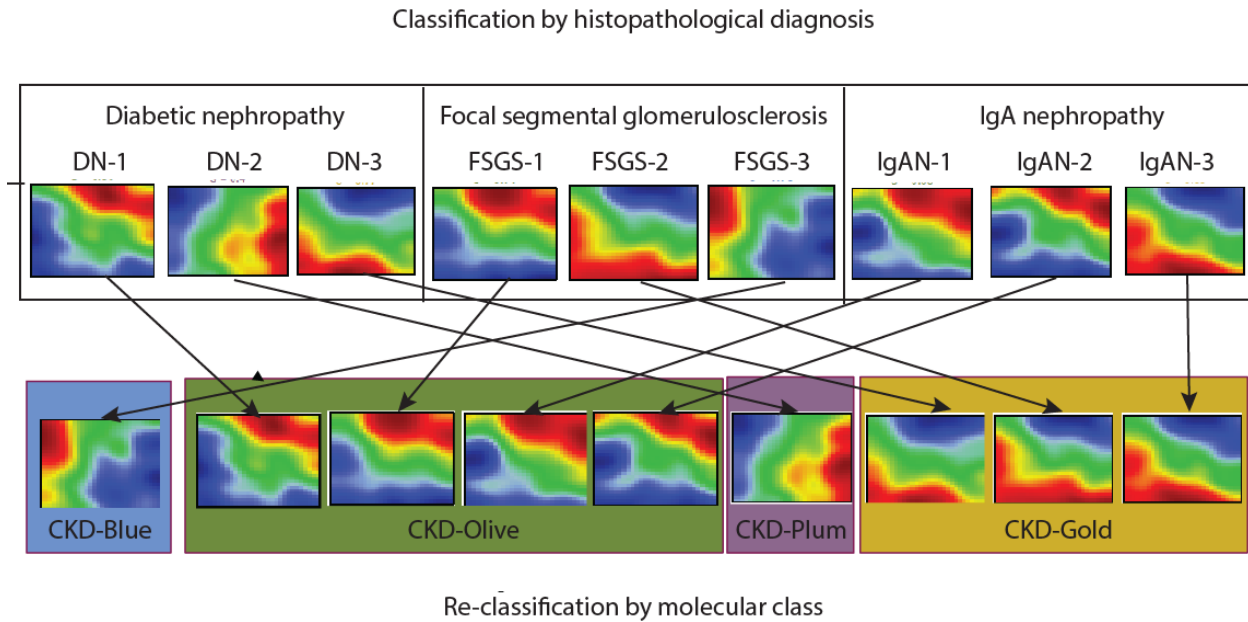 Classification by histopathological diagnosis
Diabetic nephropathy
Focal segmental glomerulosclerosis
IgA nephropathy
DN-1
DN-2
DN-3
FSGS-1
FSGS-2
FSGS-3
IgAN-1
IgAN-2
IgAN-3
CKD-Blue
CKD-Olive
CKD-Plum
CKD-Gold
Re-classification by molecular class